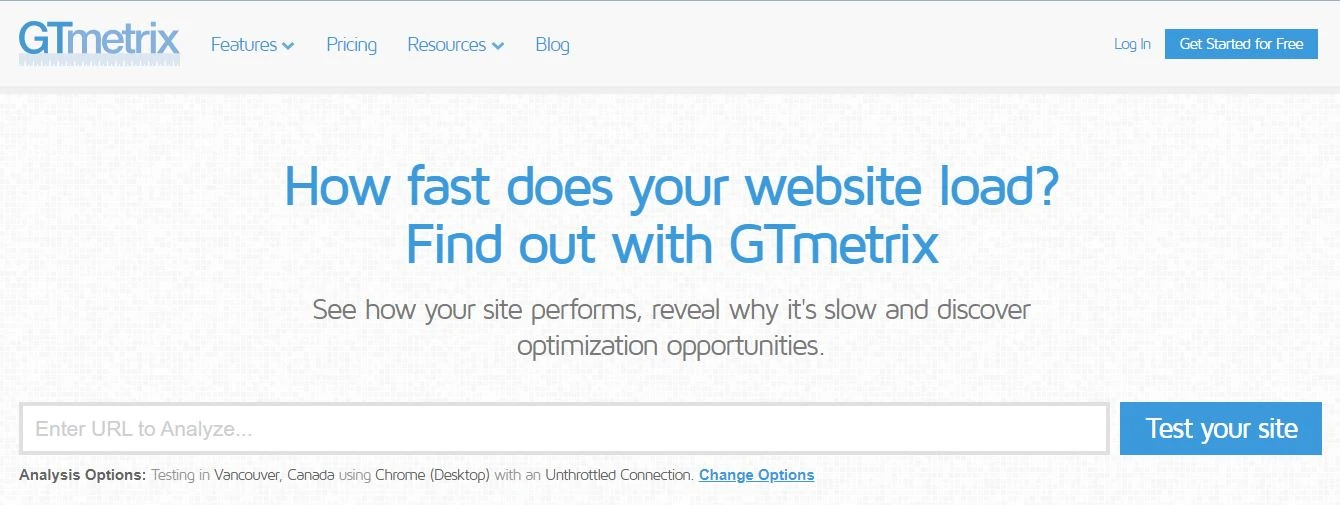 GTmetrix Features Pricing Resources Blog Log In Get Started for Free
How fast does your website load?
Find out with GTmetrix
See how your site performs, reveal why it's slow and discover
optimization opportunities.
Enter URL to Analyze... Test your site
Analysis Options: Testing in Vancouver, Canada using Chrome (Desktop) with an Unthrottled Connection. Change Options